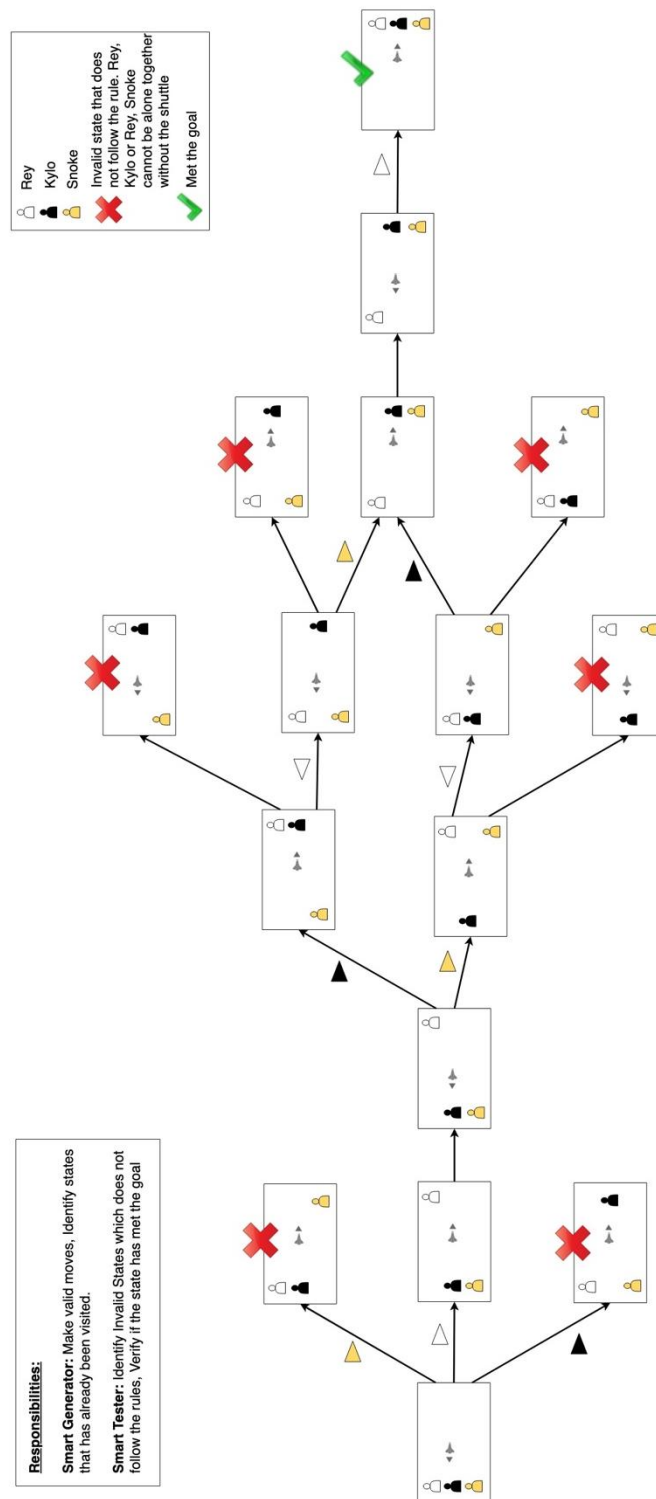 Responsibilities:
Smart Generator: Make valid moves, Identify states
that has already been visited.
Smart Tester: Identify Invalid States which does not
follow the rules, Verify if the state has met the goal
Rey
Kylo
Snoke
Invalid state that does
not follow the rule. Rey,
Kylo or Rey, Snoke
cannot be alone together
without the shuttle
Met the goal